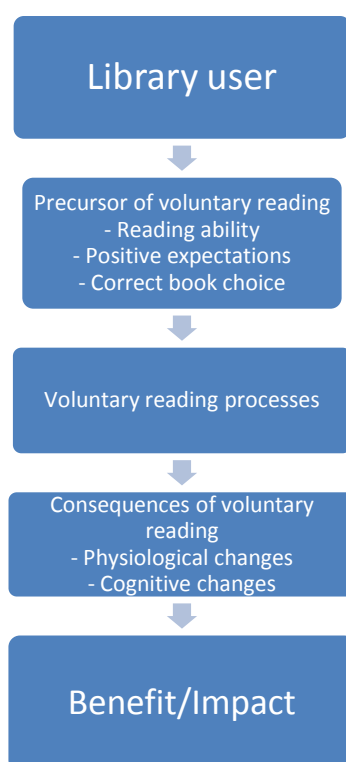 Library user
Precursor of voluntary reading
- Reading ability
- Positive expectations
- Correct book choice
Voluntary reading processes
Consequences of voluntary
reading
- Physiological changes
- Cognitive changes
Benefit/Impact